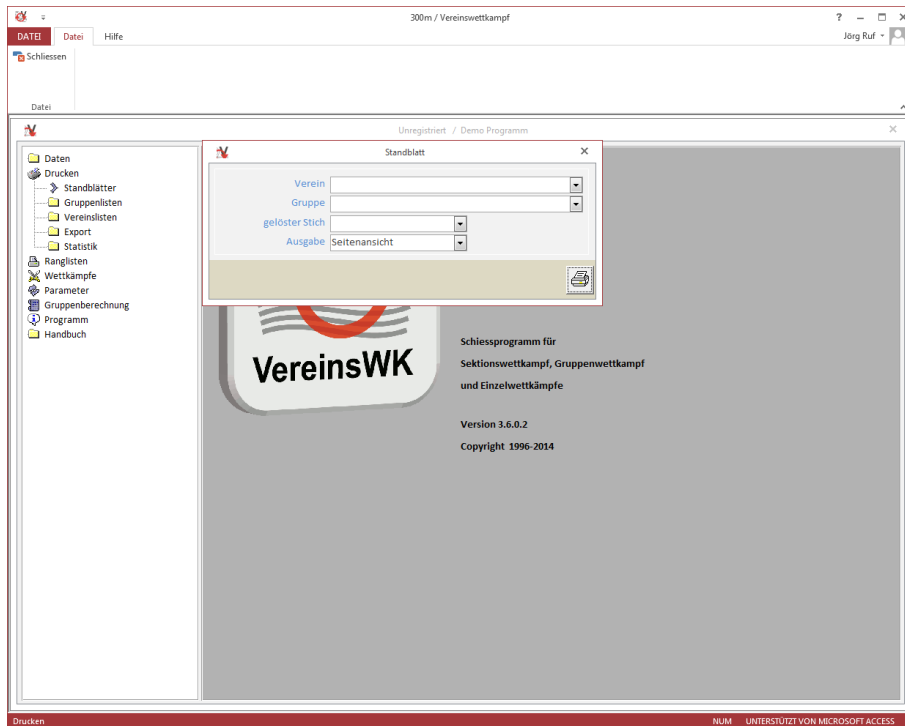 300m / Vereinswettkampf
?
DATEI Datei Hilfe Jörg Ruf
Schliessen
Datei
Unregistriert / Demo Programm
Daten
Drucken
Standblätter
Gruppenlisten
Vereinslisten
Export
Statistik
Ranglisten
Wettkämpfe
Parameter
Gruppenberechnung
Programm
Handbuch
Standblatt
Verein
Gruppe
gelöster Stich
Ausgabe Seitenansicht
VereinsWK
Schiessprogramm für
Sektionswettkampf, Gruppenwettkampf
und Einzelwettkämpfe
Version 3.6.0.2
Copyright 1996-2014
Drucken NUM UNTERSTÜTZT VON MICROSOFT ACCESS